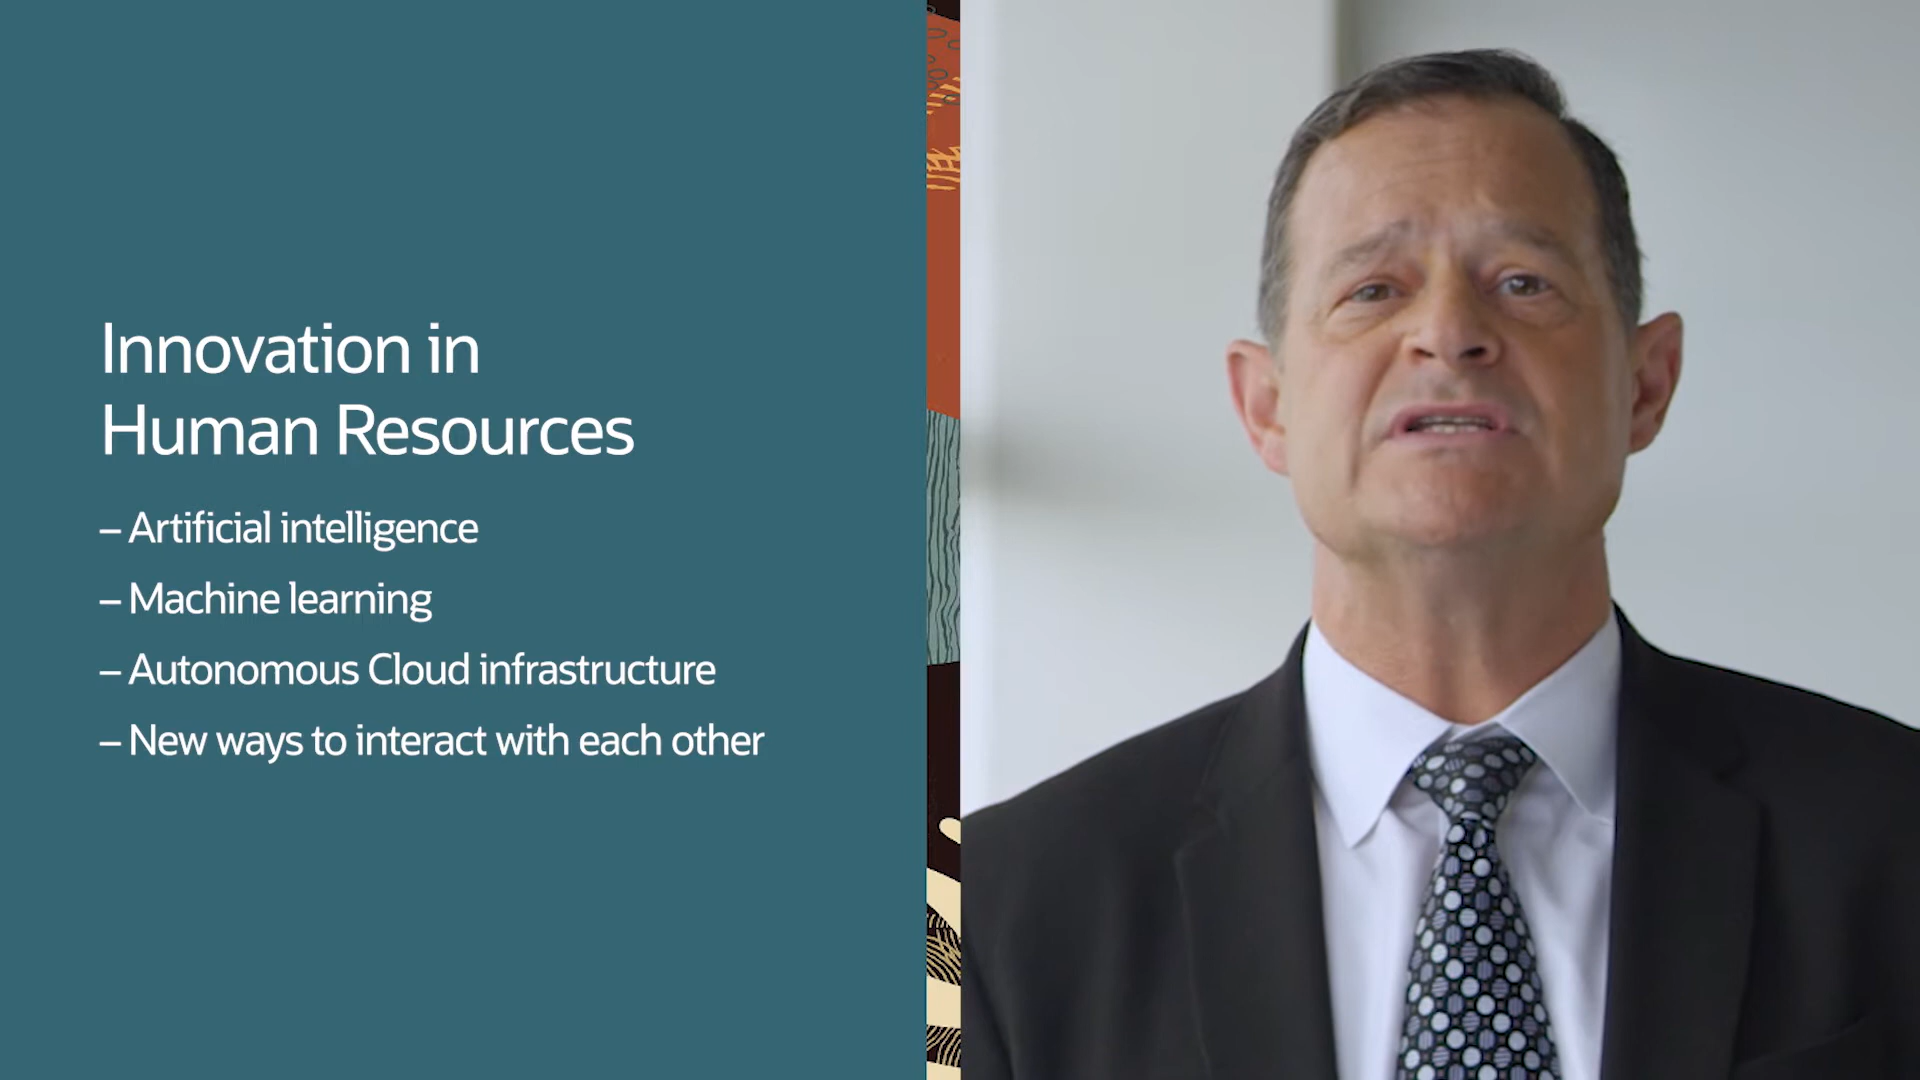 Innovation in
Human Resources
– Artificial intelligence
– Machine learning
– Autonomous Cloud infrastructure
– New ways to interact with each other